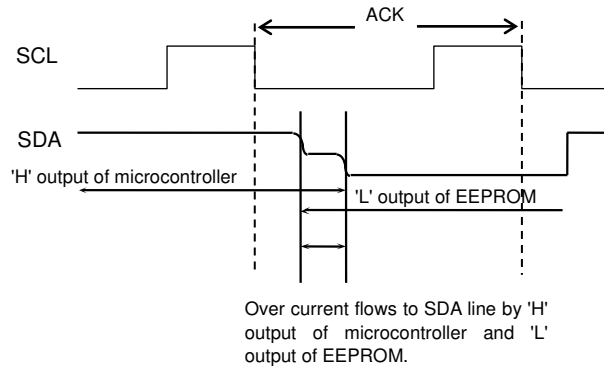 ACK
SCL
SDA
'H' output of microcontroller
'L' output of EEPROM
Over current flows to SDA line by 'H'
output of microcontroller and 'L'
output of EEPROM.